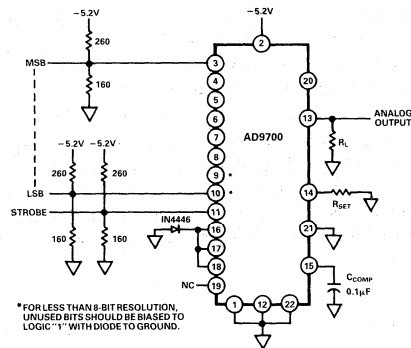 −5.2V
−5.2V
260
2
MSB
3
20
160
4
13
ANALOG OUTPUT
5
6
AD9700
RL
7
−5.2V
−5.2V
8
260
260
9
*
14
LSB
10
*
RSET
STROBE
11
IN4446
16
21
160
160
17
18
15
CCOMP
NC
19
0.1μF
1
12
22
*FOR LESS THAN 8-BIT RESOLUTION,
UNUSED BITS SHOULD BE BIASED TO
LOGIC "1" WITH DIODE TO GROUND.